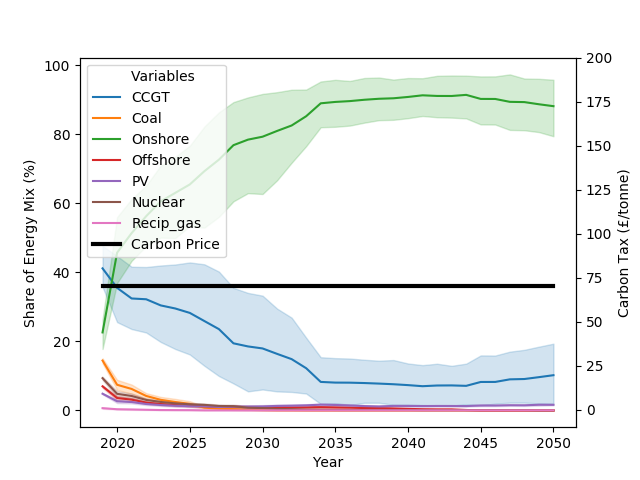 Variables
CCGT
Coal
Onshore
Offshore
PV
Nuclear
Recip_gas
Carbon Price
Share of Energy Mix (%)
100
80
60
40
20
0
200
175
150
125
100
75
50
25
0
Carbon Tax (£/tonne)
2020 2025 2030 2035 2040 2045 2050
Year